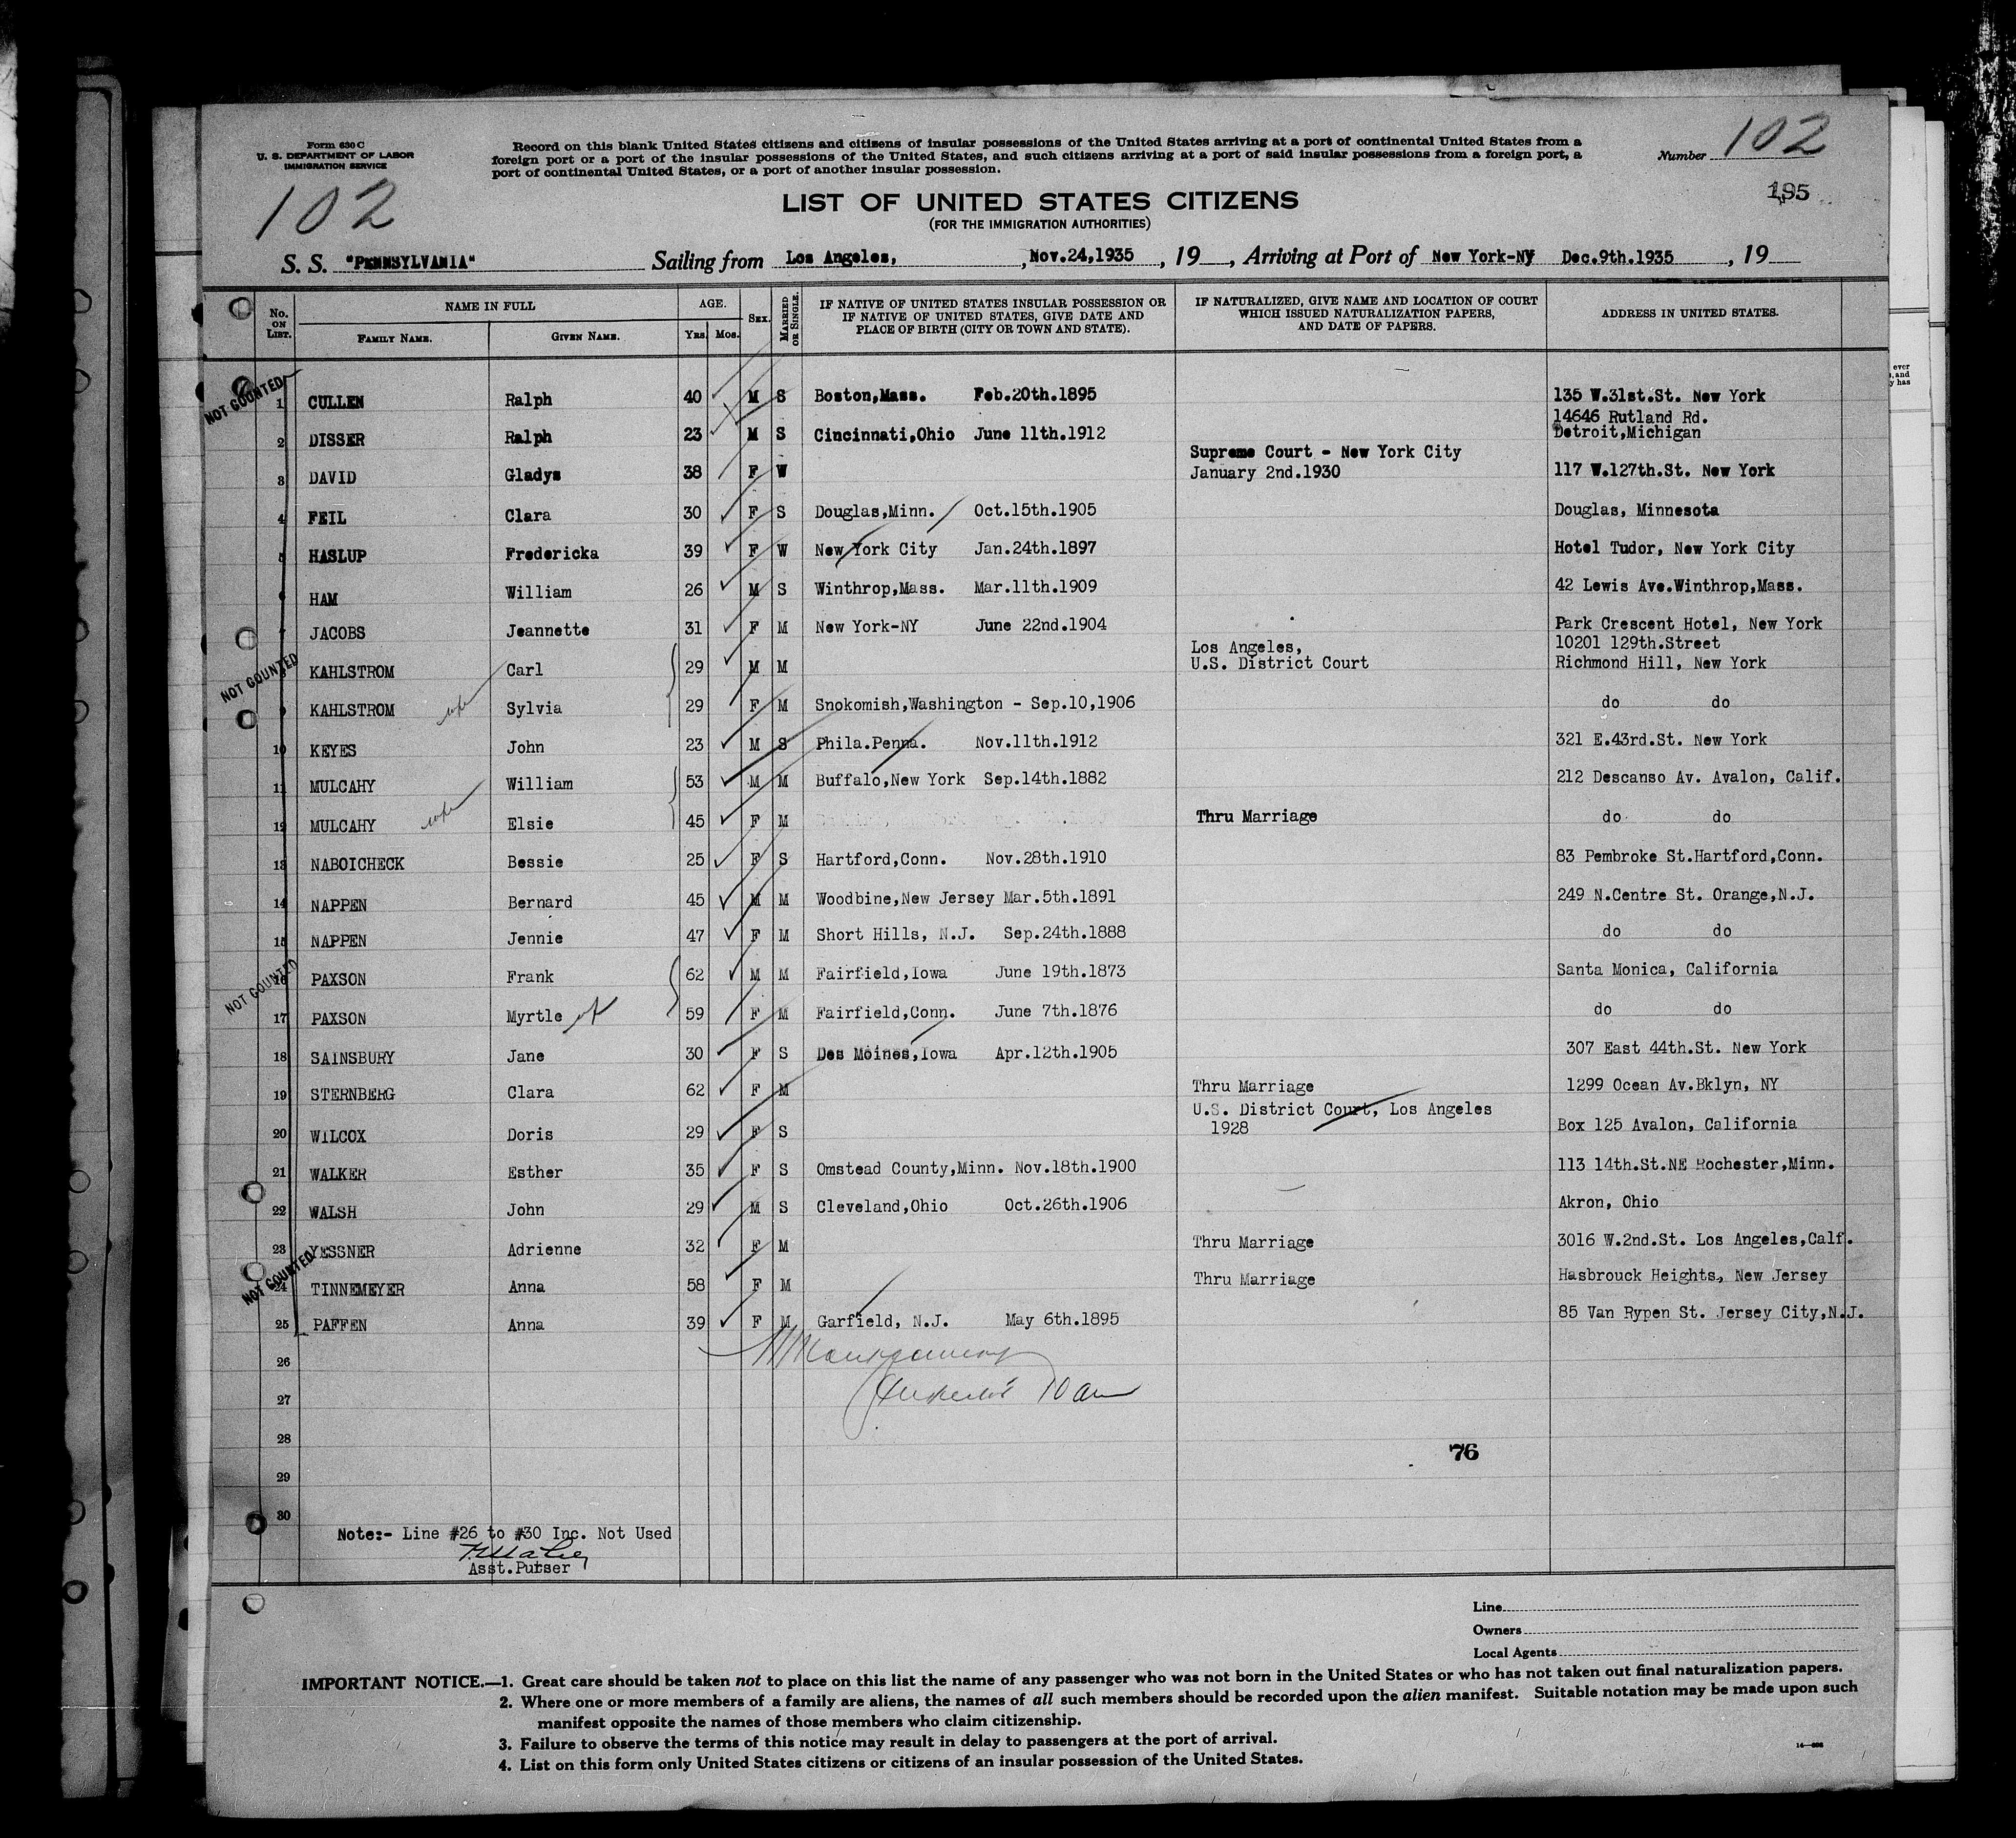 Form 630 C
U. S. DEPARTMENT OF LABOR
IMMIGRATION SERVICE
102
Record on this blank United States citizens and citizens of insular possessions of the United States arriving at a port of continental United States from a
foreign port or a port of the insular possessions of the United States, and such citizens arriving at a port of said insular possessions from a foreign port, a
port of continental United States, or a port of another insular possession.
Number 102
195
LIST OF UNITED STATES CITIZENS
(FOR THE IMMIGRATION AUTHORITIES)
S. S. "PENNSYLVANIA" Sailing from Los Angeles, , Nov.24,1935 , 19 , Arriving at Port of New York-NY Dec.9th.1935 , 19
No. ON LIST. NAME IN FULL AGE. SEX. MARRIED OR SINGLE. IF NATIVE OF UNITED STATES INSULAR POSSESSION OR IF NATIVE OF UNITED STATES, GIVE DATE AND PLACE OF BIRTH (CITY OR TOWN AND STATE). IF NATURALIZED, GIVE NAME AND LOCATION OF COURT WHICH ISSUED NATURALIZATION PAPERS, AND DATE OF PAPERS. ADDRESS IN UNITED STATES.
FAMILY NAME. GIVEN NAME. YRS. MOS.
NOT COUNTED
1 CULLEN Ralph 40 M S Boston,Mass. Feb.20th.1895 135 W.31st.St. New York
2 DISSER Ralph 23 M S Cincinnati,Ohio June 11th.1912 14646 Rutland Rd. Detroit,Michigan
3 DAVID Gladys 38 F W Supreme Court - New York City January 2nd.1930 117 W.127th.St. New York
4 FEIL Clara 30 F S Douglas,Minn. Oct.15th.1905 Douglas, Minnesota
5 HASLUP Fredericka 39 F W New York City Jan.24th.1897 Hotel Tudor, New York City
6 HAM William 26 M S Winthrop,Mass. Mar.11th.1909 42 Lewis Ave.Winthrop,Mass.
7 JACOBS Jeannette 31 F M New York-NY June 22nd.1904 Park Crescent Hotel, New York
NOT COUNTED
8 KAHLSTROM Carl 29 M M Los Angeles, U.S. District Court 10201 129th.Street Richmond Hill, New York
9 KAHLSTROM wife Sylvia 29 F M Snokomish,Washington - Sep.10,1906 do do
10 KEYES John 23 M S Phila.Penna. Nov.11th.1912 321 E.43rd.St. New York
11 MULCAHY William 53 M M Buffalo,New York Sep.14th.1882 212 Descanso Av. Avalon, Calif.
12 MULCAHY wife Elsie 45 F M Thru Marriage do do
13 NABOICHECK Bessie 25 F S Hartford,Conn. Nov.28th.1910 83 Pembroke St.Hartford,Conn.
14 NAPPEN Bernard 45 M M Woodbine,New Jersey Mar.5th.1891 249 N.Centre St. Orange,N.J.
15 NAPPEN Jennie 47 F M Short Hills, N.J. Sep.24th.1888 do do
NOT COUNTED
16 PAXSON Frank 62 M M Fairfield,Iowa June 19th.1873 Santa Monica, California
17 PAXSON Myrtle 59 F M Fairfield,Conn. June 7th.1876 do do
18 SAINSBURY Jane 30 F S Des Moines,Iowa Apr.12th.1905 307 East 44th.St. New York
19 STERNBERG Clara 62 F M Thru Marriage 1299 Ocean Av.Bklyn, NY
20 WILCOX Doris 29 F S U.S. District Court, Los Angeles 1928 Box 125 Avalon, California
21 WALKER Esther 35 F S Omstead County,Minn. Nov.18th.1900 113 14th.St.NE Rochester,Minn.
22 WALSH John 29 M S Cleveland,Ohio Oct.26th.1906 Akron, Ohio
23 YESSNER Adrienne 32 F M Thru Marriage 3016 W.2nd.St. Los Angeles,Calf.
NOT COUNTED
24 TINNEMEYER Anna 58 F M Thru Marriage Hasbrouck Heights, New Jersey
25 PAFFEN Anna 39 F M Garfield, N.J. May 6th.1895 85 Van Rypen St. Jersey City,N.J.
26
27
28
76
29
30
Note:- Line #26 to #30 Inc. Not Used
Asst.Purser
Line
Owners
Local Agents
IMPORTANT NOTICE.—1. Great care should be taken not to place on this list the name of any passenger who was not born in the United States or who has not taken out final naturalization papers.
2. Where one or more members of a family are aliens, the names of all such members should be recorded upon the alien manifest. Suitable notation may be made upon such
manifest opposite the names of those members who claim citizenship.
3. Failure to observe the terms of this notice may result in delay to passengers at the port of arrival.
4. List on this form only United States citizens or citizens of an insular possession of the United States.